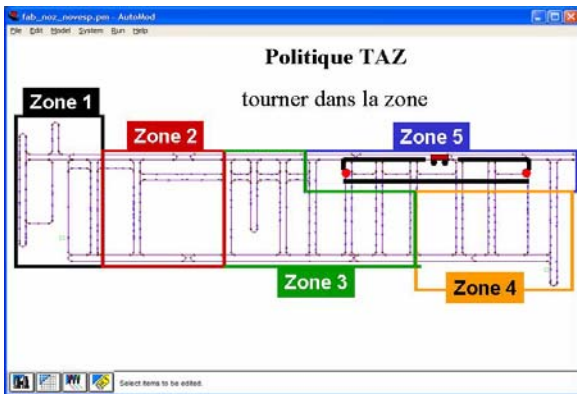 fab_noz_novesp.pm - AutoMod
File Edit Model System Run Help
Politique TAZ
tourner dans la zone
Zone 1
Zone 2
Zone 5
Zone 3
Zone 4
Select items to be edited.